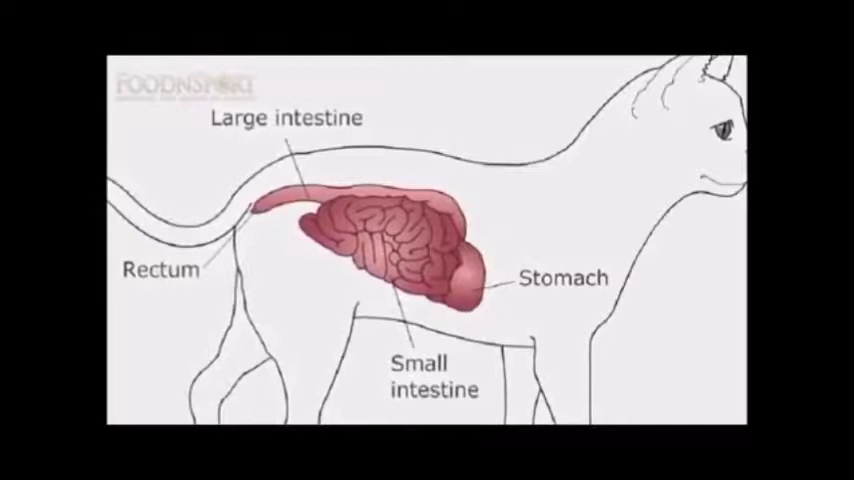 FOODNSPORT
Large intestine
Rectum
Stomach
Small
intestine